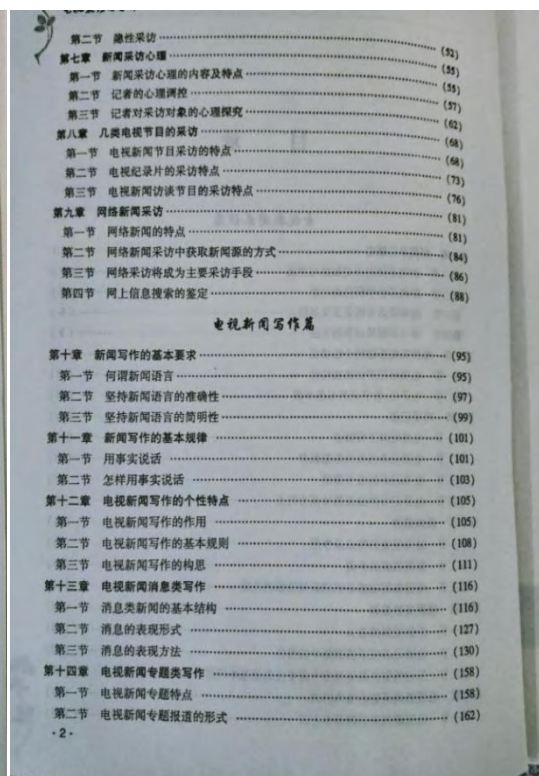 第二节 隐性采访 (52)
第七章 新闻采访心理 (55)
第一节 新闻采访心理的内容及特点 (55)
第二节 记者的心理调控 (57)
第三节 记者对采访对象的心理探究 (62)
第八章 几类电视节目的采访 (68)
第一节 电视新闻节目采访的特点 (68)
第二节 电视纪录片的采访特点 (73)
第三节 电视新闻访谈节目的采访特点 (76)
第九章 网络新闻采访 (81)
第一节 网络新闻的特点 (81)
第二节 网络新闻采访中获取新闻源的方式 (84)
第三节 网络采访将成为主要采访手段 (86)
第四节 网上信息搜索的鉴定 (88)
电视新闻写作篇
第十章 新闻写作的基本要求 (95)
第一节 何谓新闻语言 (95)
第二节 坚持新闻语言的准确性 (97)
第三节 坚持新闻语言的简明性 (99)
第十一章 新闻写作的基本规律 (101)
第一节 用事实说话 (101)
第二节 怎样用事实说话 (103)
第十二章 电视新闻写作的个性特点 (105)
第一节 电视新闻写作的作用 (105)
第二节 电视新闻写作的基本规则 (108)
第三节 电视新闻写作的构思 (111)
第十三章 电视新闻消息类写作 (116)
第一节 消息类新闻的基本结构 (116)
第二节 消息的表现形式 (127)
第三节 消息的表现方法 (130)
第十四章 电视新闻专题类写作 (158)
第一节 电视新闻专题特点 (158)
第二节 电视新闻专题报道的形式 (162)
·2·